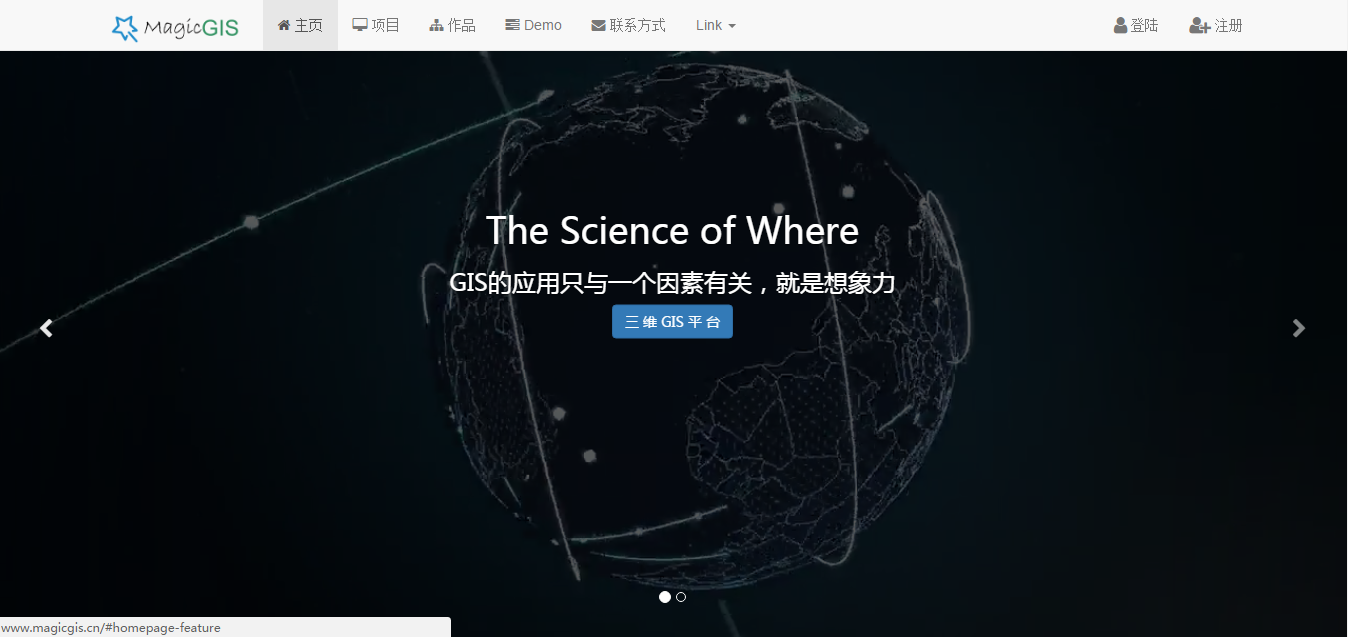 MagicGIS
主页
项目
作品
Demo
联系方式
Link
登陆
注册
The Science of Where
GIS的应用只与一个因素有关，就是想象力
三 维 GIS 平 台
www.magicgis.cn/#homepage-feature